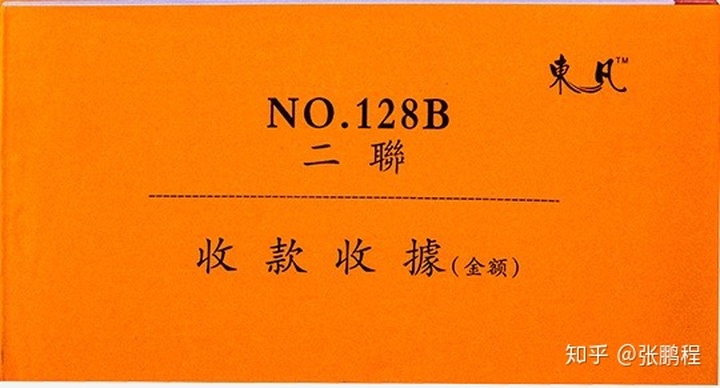 東凡™
NO.128B
二聯
收款收據(金额)
知乎 @张鹏程